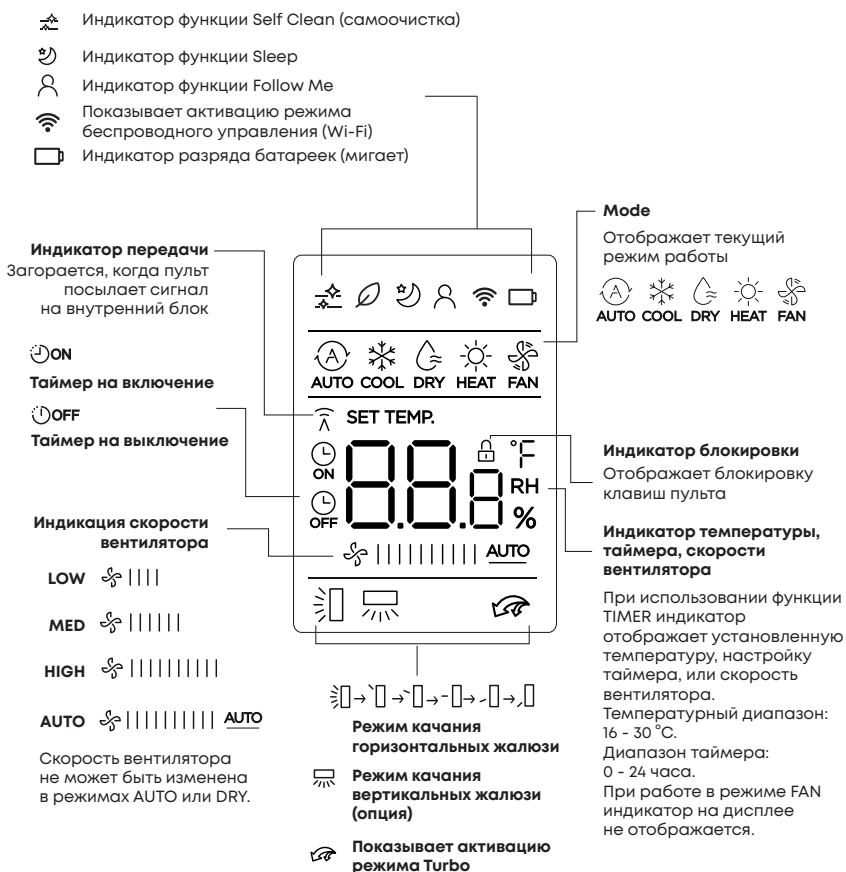 Индикатор функции Self Clean (самоочистка)
Индикатор функции Sleep
Индикатор функции Follow Me
Показывает активацию режима
беспроводного управления (Wi-Fi)
Индикатор разряда батареек (мигает)
Индикатор передачи
Загорается, когда пульт
посылает сигнал
на внутренний блок
ON
Таймер на включение
OFF
Таймер на выключение
Индикация скорости
вентилятора
LOW
MED
HIGH
AUTO AUTO
Скорость вентилятора
не может быть изменена
в режимах AUTO или DRY.
A
AUTO COOL DRY HEAT FAN
SET TEMP.
ON
OFF
88.8
°F
RH
%
AUTO
Режим качания
горизонтальных жалюзи
Режим качания
вертикальных жалюзи
(опция)
Показывает активацию
режима Turbo
Mode
Отображает текущий
режим работы
A
AUTO COOL DRY HEAT FAN
Индикатор блокировки
Отображает блокировку
клавиш пульта
Индикатор температуры,
таймера, скорости
вентилятора
При использовании функции
TIMER индикатор
отображает установленную
температуру, настройку
таймера, или скорость
вентилятора.
Температурный диапазон:
16 - 30 °C.
Диапазон таймера:
0 - 24 часа.
При работе в режиме FAN
индикатор на дисплее
не отображается.